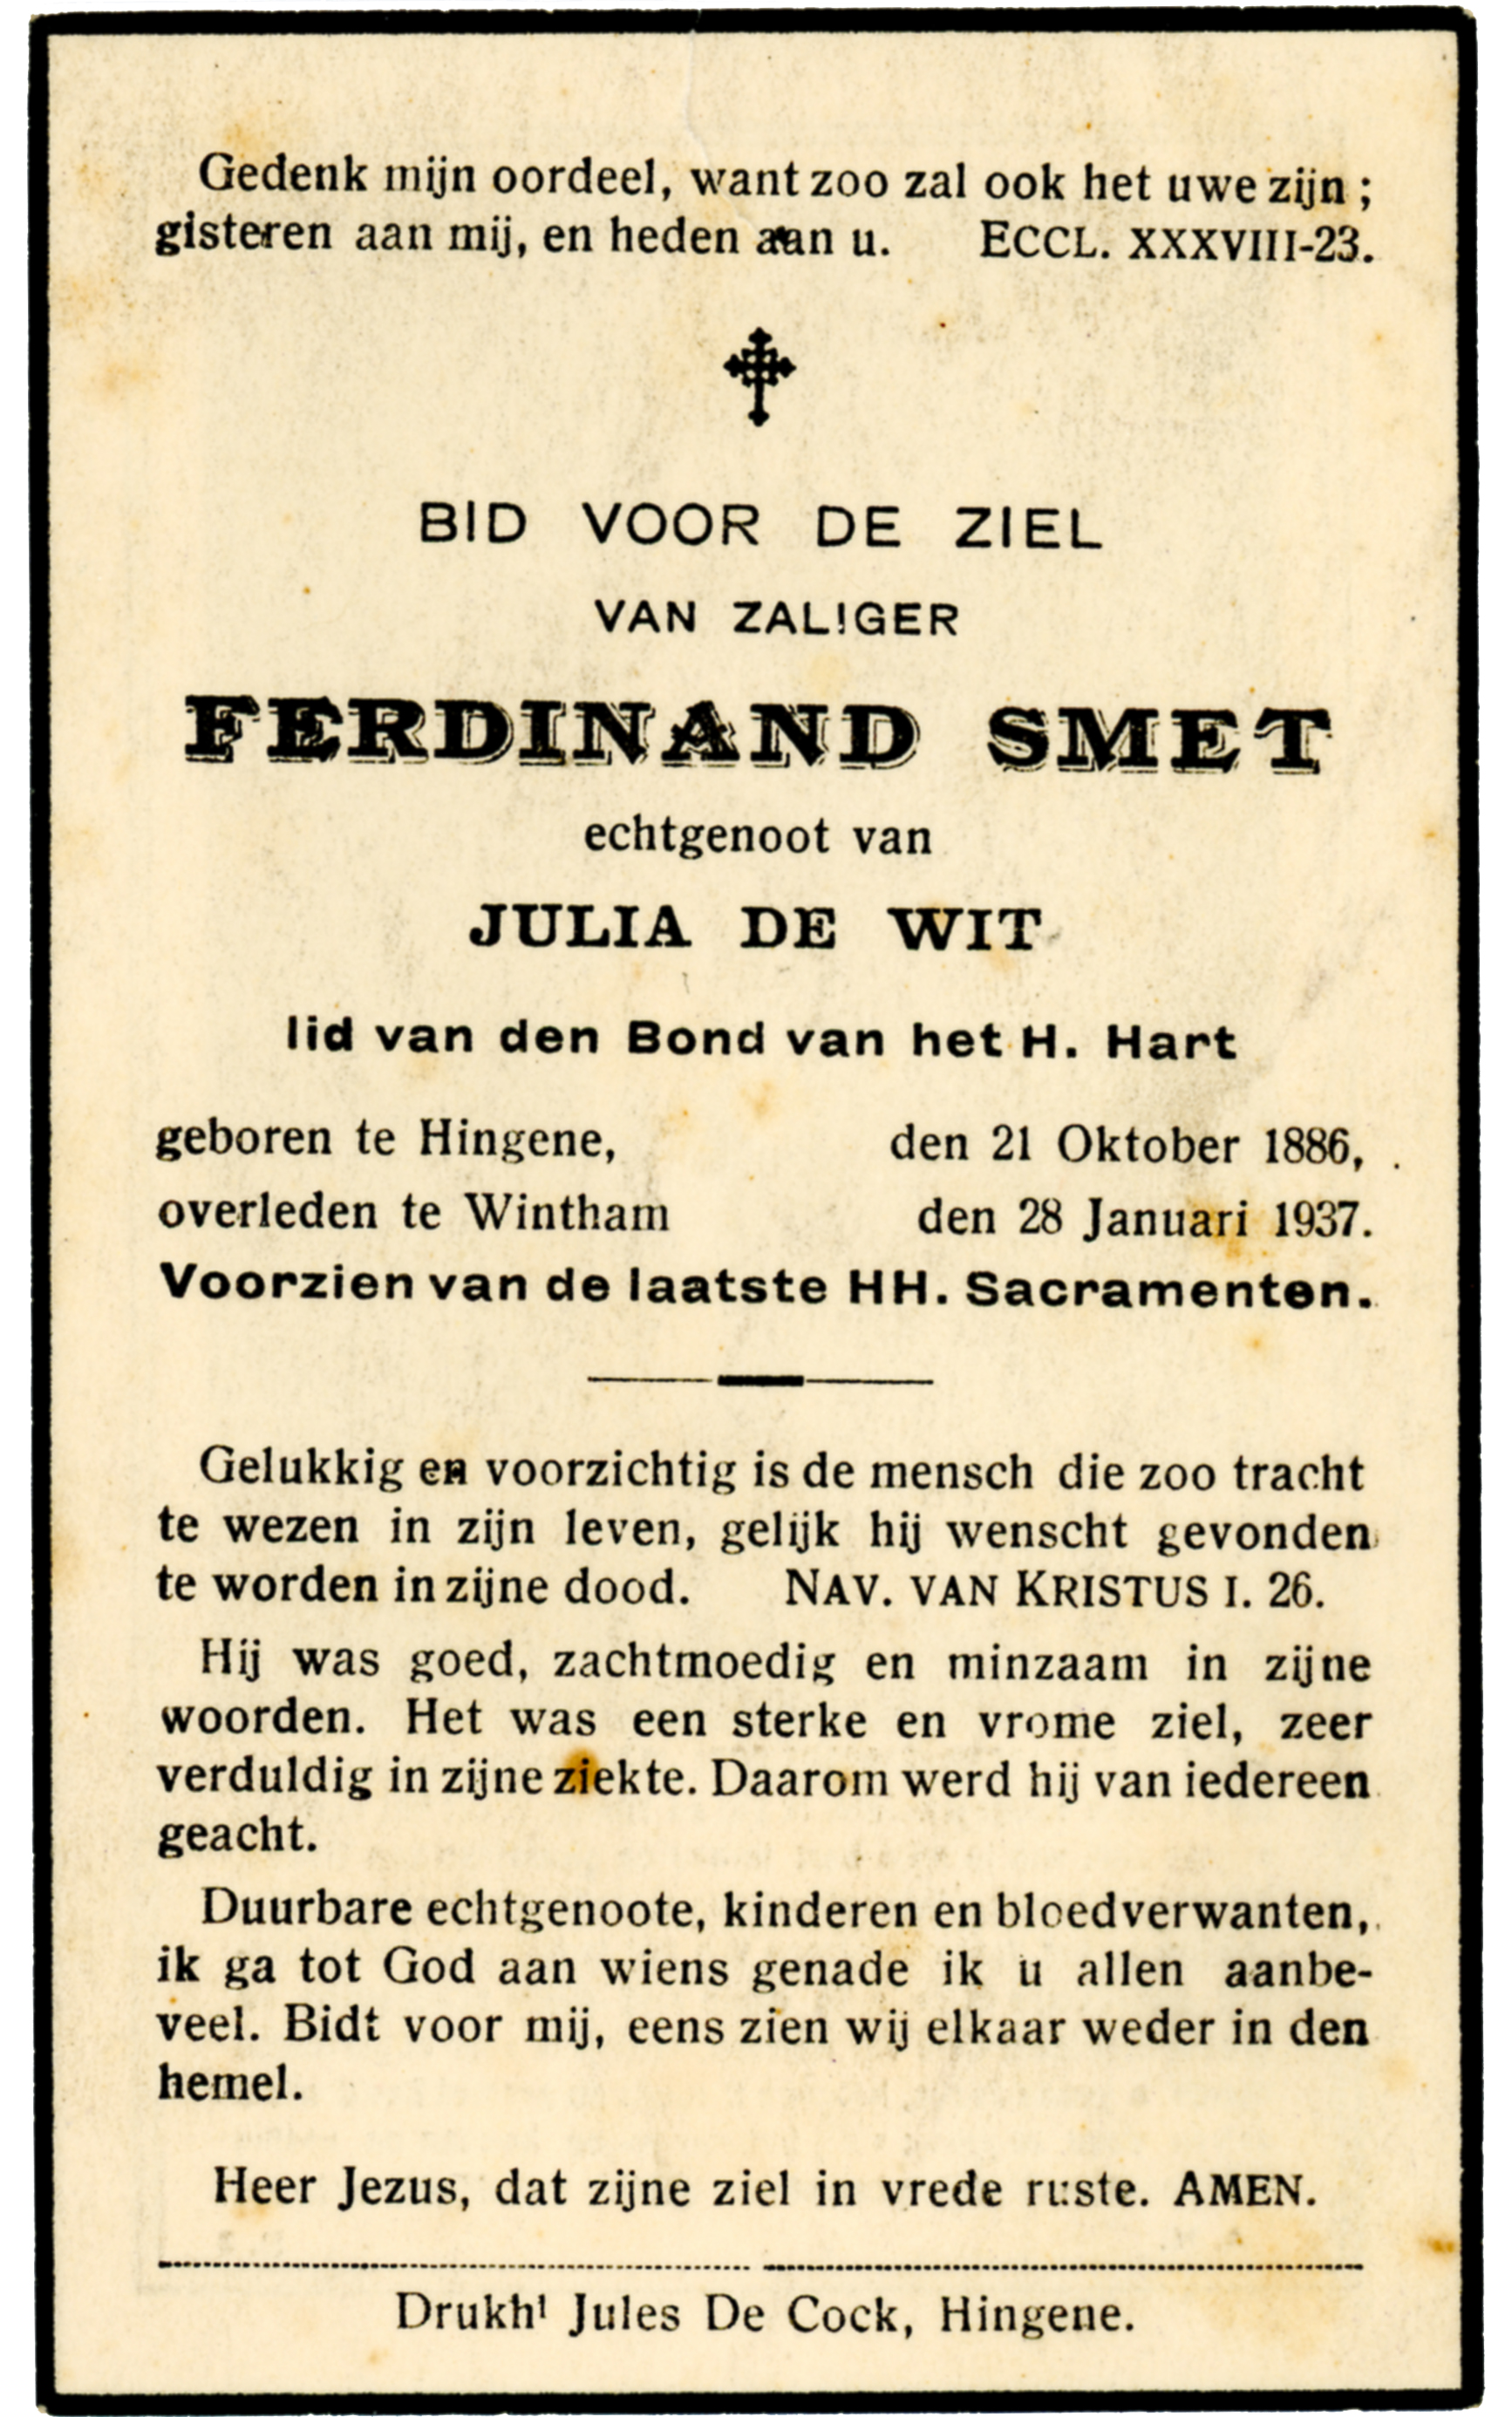 Gedenk mijn oordeel, want zoo zal ook het uwe zijn ;
gisteren aan mij, en heden aan u. ECCL. XXXVIII-23.
BID VOOR DE ZIEL
VAN ZALIGER
FERDINAND SMET
echtgenoot van
JULIA DE WIT
lid van den Bond van het H. Hart
geboren te Hingene, den 21 Oktober 1886,
overleden te Wintham den 28 Januari 1937.
Voorzien van de laatste HH. Sacramenten.
Gelukkig en voorzichtig is de mensch die zoo tracht
te wezen in zijn leven, gelijk hij wenscht gevonden
te worden in zijne dood. NAV. VAN KRISTUS I. 26.
Hij was goed, zachtmoedig en minzaam in zijne
woorden. Het was een sterke en vrome ziel, zeer
verduldig in zijne ziekte. Daarom werd hij van iedereen
geacht.
Duurbare echtgenoote, kinderen en bloedverwanten,
ik ga tot God aan wiens genade ik u allen aanbe-
veel. Bidt voor mij, eens zien wij elkaar weder in den
hemel.
Heer Jezus, dat zijne ziel in vrede ruste. AMEN.
Drukhˡ Jules De Cock, Hingene.